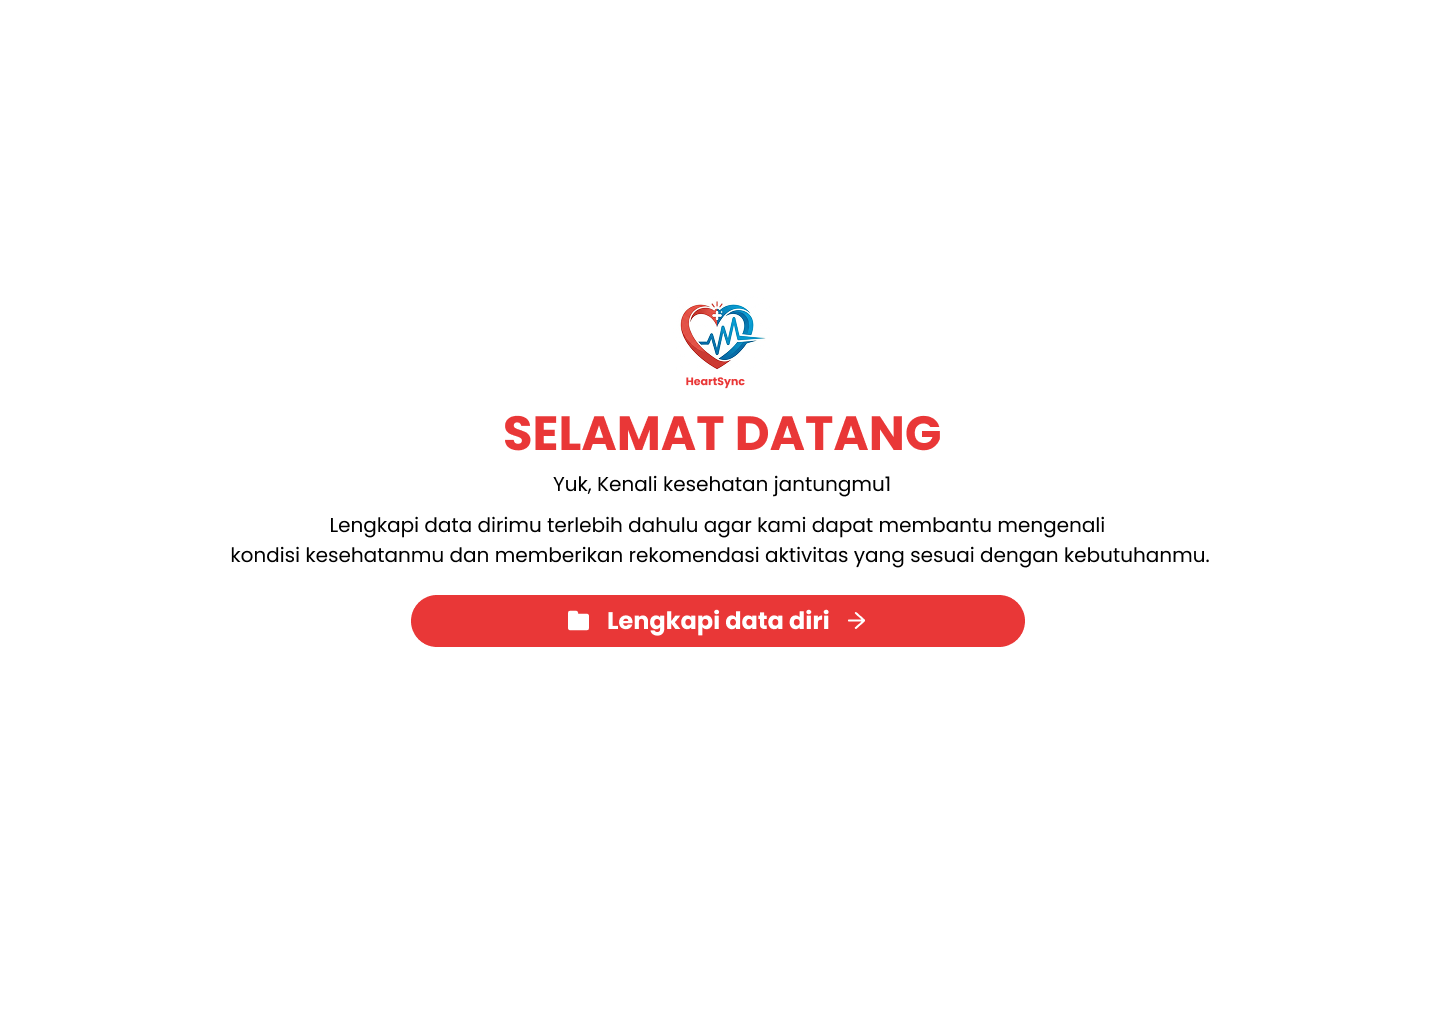 HeartSync
SELAMAT DATANG
Yuk, Kenali kesehatan jantungmu1
Lengkapi data dirimu terlebih dahulu agar kami dapat membantu mengenali
kondisi kesehatanmu dan memberikan rekomendasi aktivitas yang sesuai dengan kebutuhanmu.
Lengkapi data diri